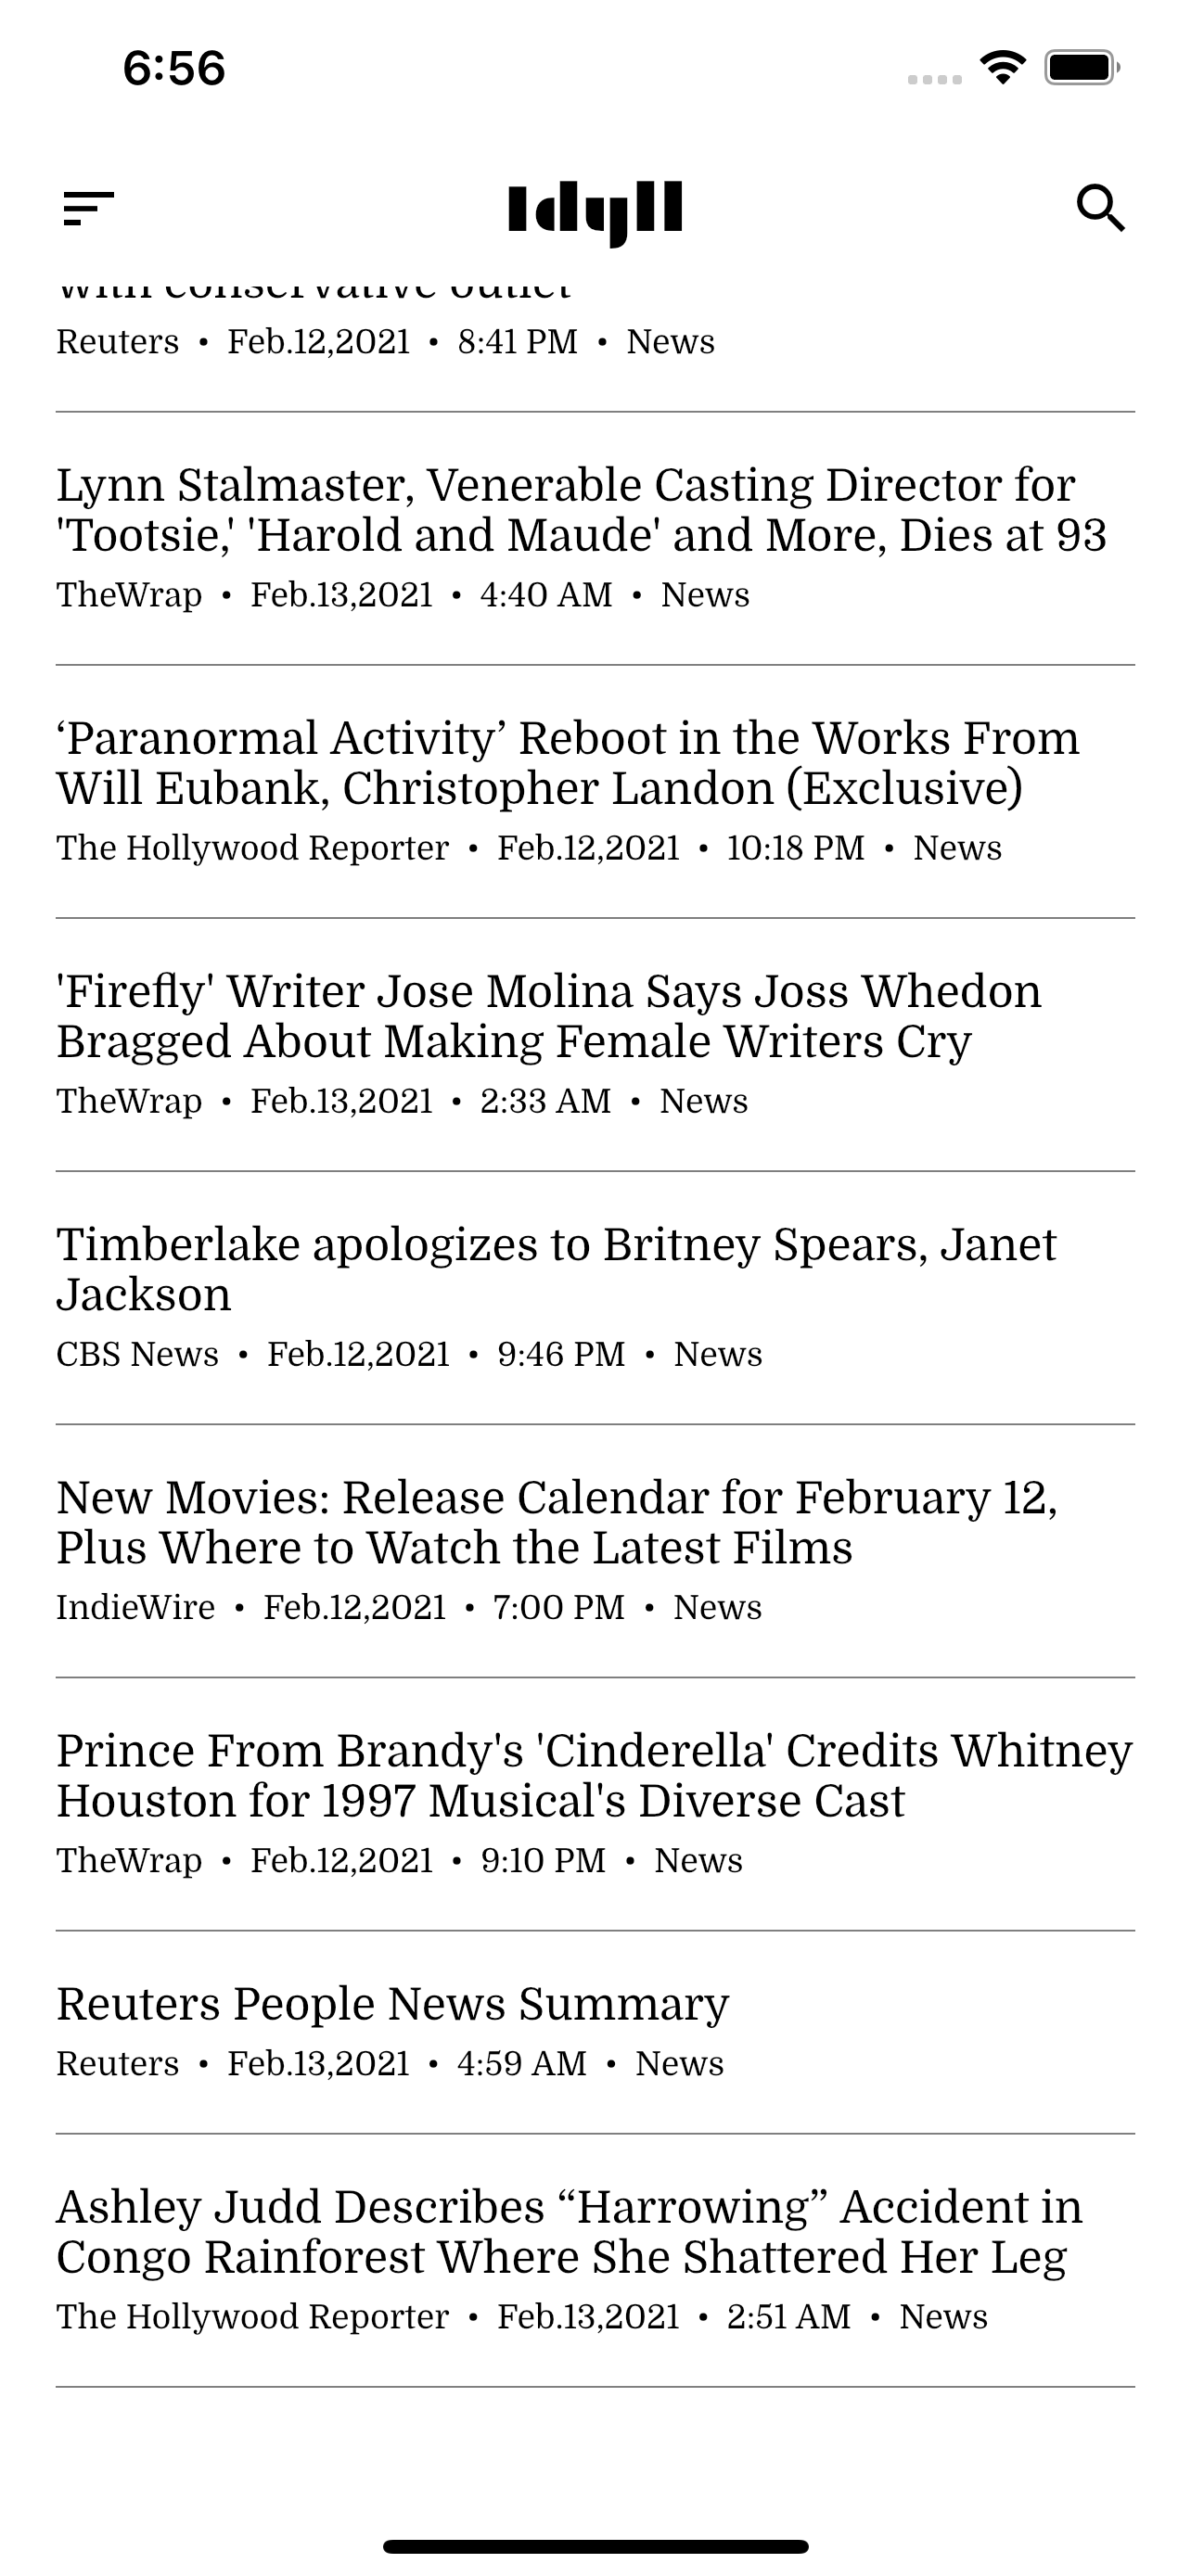 6:56
Idyll
with conservative outlet
Reuters • Feb.12,2021 • 8:41 PM • News
Lynn Stalmaster, Venerable Casting Director for
'Tootsie,' 'Harold and Maude' and More, Dies at 93
TheWrap • Feb.13,2021 • 4:40 AM • News
‘Paranormal Activity’ Reboot in the Works From
Will Eubank, Christopher Landon (Exclusive)
The Hollywood Reporter • Feb.12,2021 • 10:18 PM • News
'Firefly' Writer Jose Molina Says Joss Whedon
Bragged About Making Female Writers Cry
TheWrap • Feb.13,2021 • 2:33 AM • News
Timberlake apologizes to Britney Spears, Janet
Jackson
CBS News • Feb.12,2021 • 9:46 PM • News
New Movies: Release Calendar for February 12,
Plus Where to Watch the Latest Films
IndieWire • Feb.12,2021 • 7:00 PM • News
Prince From Brandy's 'Cinderella' Credits Whitney
Houston for 1997 Musical's Diverse Cast
TheWrap • Feb.12,2021 • 9:10 PM • News
Reuters People News Summary
Reuters • Feb.13,2021 • 4:59 AM • News
Ashley Judd Describes “Harrowing” Accident in
Congo Rainforest Where She Shattered Her Leg
The Hollywood Reporter • Feb.13,2021 • 2:51 AM • News